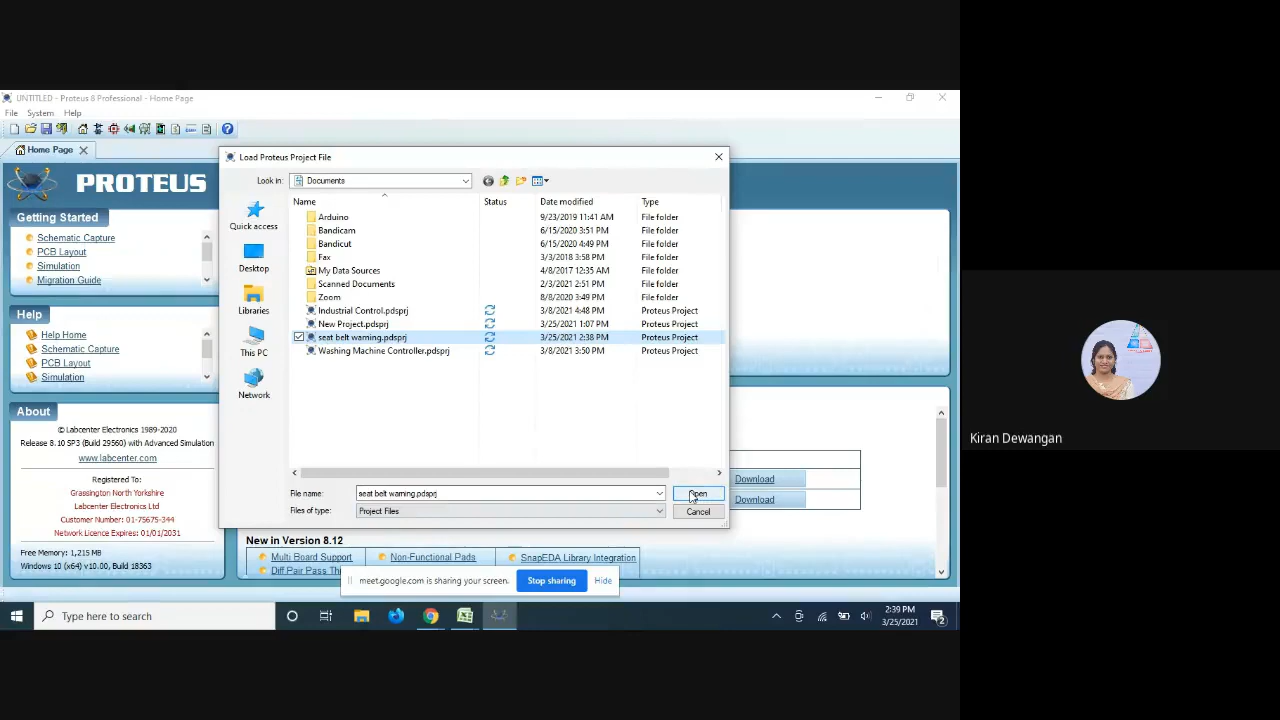 UNTITLED - Proteus 8 Professional - Home Page
File System Help
Home Page
PROTEUS
Getting Started
Schematic Capture
PCB Layout
Simulation
Migration Guide
Help
Help Home
Schematic Capture
PCB Layout
Simulation
About
© Labcenter Electronics 1989-2020
Release 8.10 SP3 (Build 29560) with Advanced Simulation
www.labcenter.com
Registered To:
Grassington North Yorkshire
Labcenter Electronics Ltd
Customer Number: 01-75675-344
Network Licence Expires: 01/01/2031
Free Memory: 1,215 MB
Windows 10 (x64) v10.00, Build 18363
Load Proteus Project File
Look in: Documents
Name Status Date modified Type
Arduino 9/23/2019 11:41 AM File folder
Bandicam 6/15/2020 3:51 PM File folder
Bandicut 6/15/2020 4:49 PM File folder
Fax 3/3/2018 3:58 PM File folder
My Data Sources 4/8/2017 12:35 AM File folder
Scanned Documents 2/3/2021 2:51 PM File folder
Zoom 8/8/2020 3:49 PM File folder
Industrial Control.pdsprj 3/8/2021 4:48 PM Proteus Project
New Project.pdsprj 3/25/2021 1:07 PM Proteus Project
seat belt warning.pdsprj 3/25/2021 2:38 PM Proteus Project
Washing Machine Controller.pdsprj 3/8/2021 3:50 PM Proteus Project
Quick access
Desktop
Libraries
This PC
Network
File name: seat belt warning.pdsprj Open
Files of type: Project Files Cancel
Download
Download
New in Version 8.12
Multi Board Support Non-Functional Pads SnapEDA Library Integration
Diff Pair Pass Thr
meet.google.com is sharing your screen. Stop sharing Hide
Type here to search
2:39 PM
3/25/2021
2
Kiran Dewangan